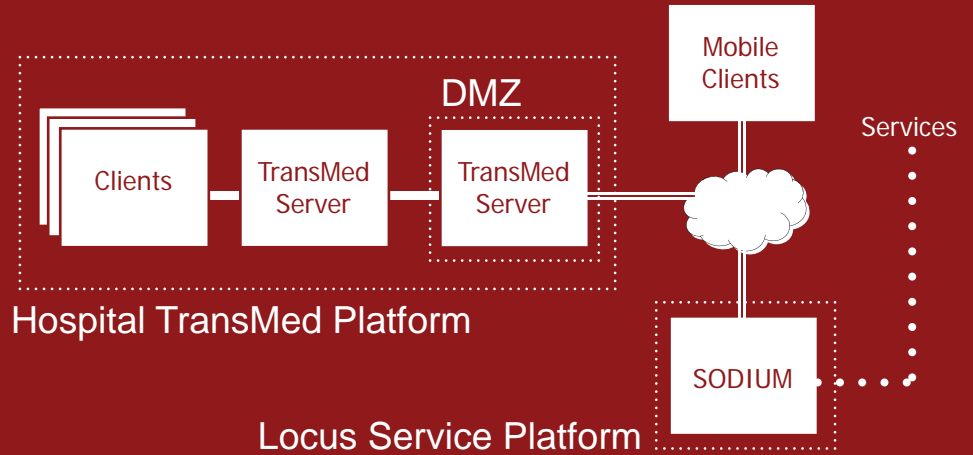 Mobile
Clients
DMZ
Services
Clients
TransMed
Server
TransMed
Server
Hospital TransMed Platform
SODIUM
Locus Service Platform